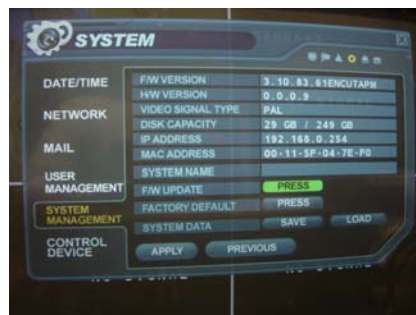 SYSTEM
DATE/TIME
NETWORK
MAIL
USER
MANAGEMENT
SYSTEM
MANAGEMENT
CONTROL
DEVICE
F/W VERSION 3.10.83.61ENCUTAPM
H/W VERSION 0.0.0.9
VIDEO SIGNAL TYPE PAL
DISK CAPACITY 29 GB / 249 GB
IP ADDRESS 192.168.0.254
MAC ADDRESS 00-11-5F-04-7E-F0
SYSTEM NAME
F/W UPDATE PRESS
FACTORY DEFAULT PRESS
SYSTEM DATA SAVE LOAD
APPLY PREVIOUS